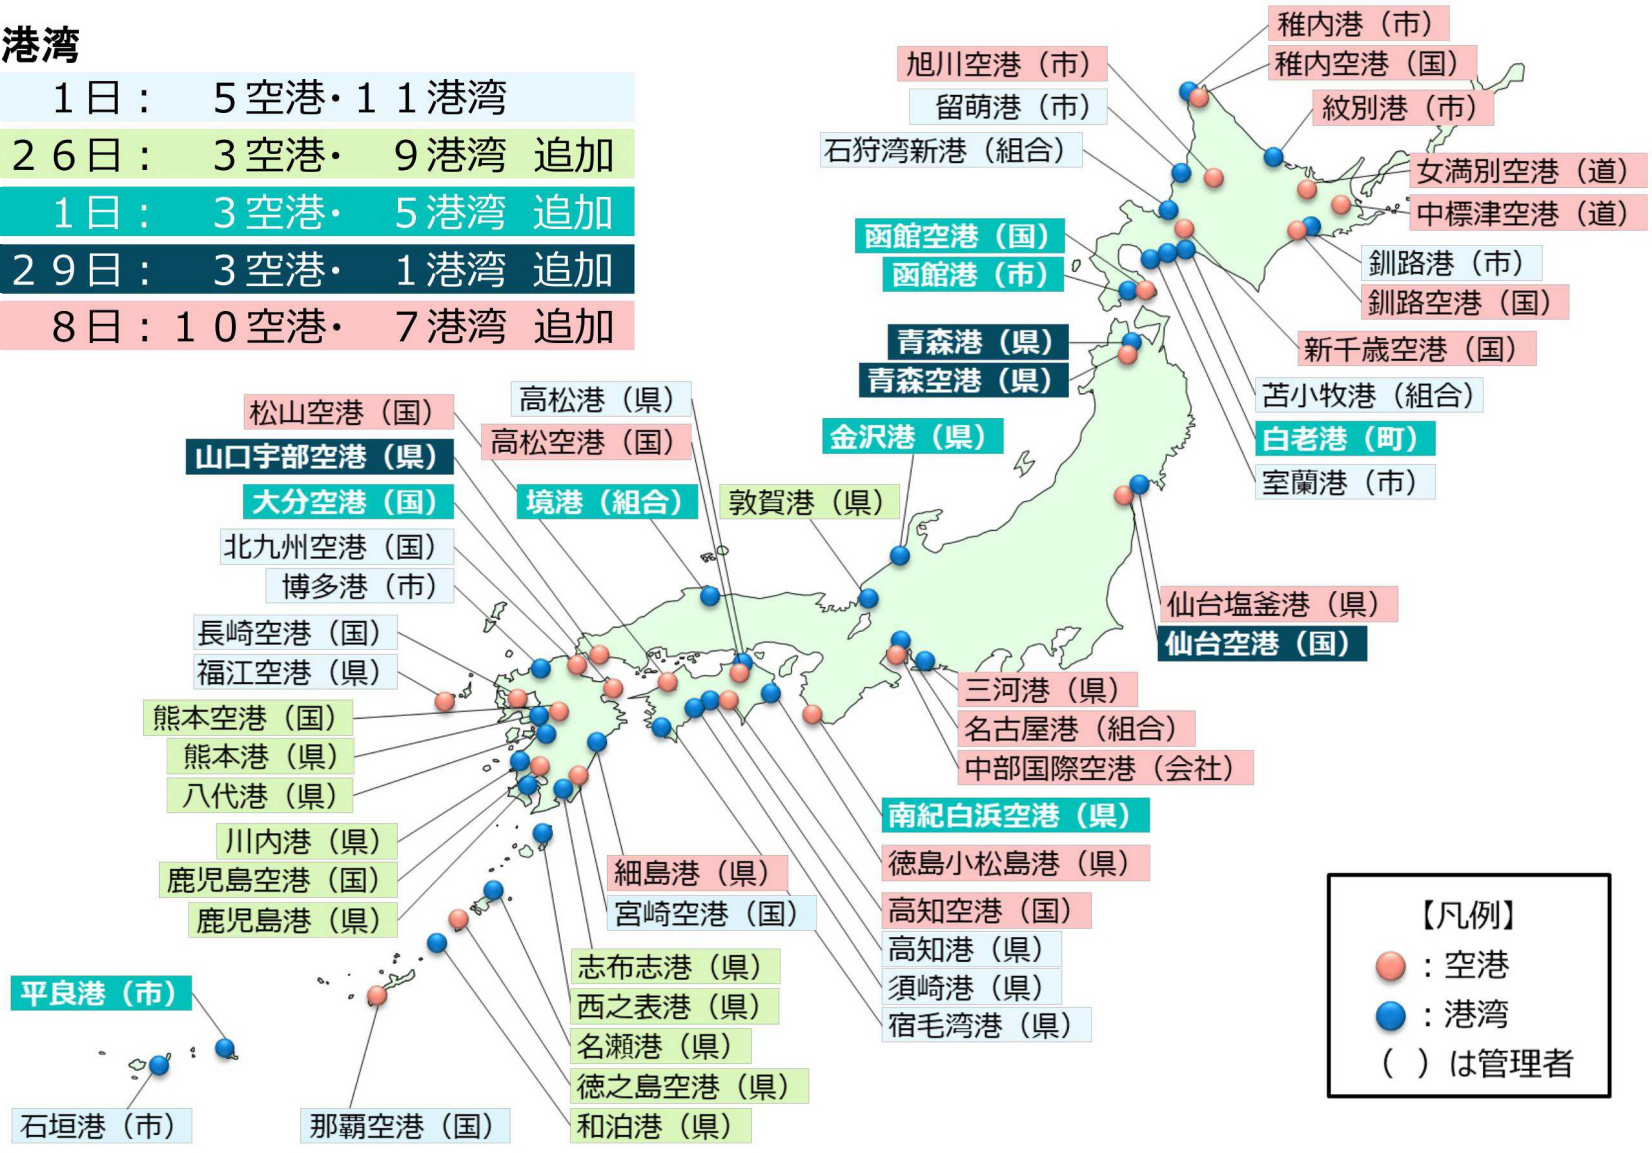 港湾
1日： 5空港・11港湾
26日： 3空港・ 9港湾 追加
1日： 3空港・ 5港湾 追加
29日： 3空港・ 1港湾 追加
8日：10空港・ 7港湾 追加
稚内港（市）
旭川空港（市）
稚内空港（国）
留萌港（市）
紋別港（市）
石狩湾新港（組合）
女満別空港（道）
中標津空港（道）
函館空港（国）
函館港（市）
釧路港（市）
釧路空港（国）
青森港（県）
新千歳空港（国）
青森空港（県）
苫小牧港（組合）
白老港（町）
室蘭港（市）
高松港（県）
松山空港（国）
高松空港（国）
金沢港（県）
山口宇部空港（県）
大分空港（国）
境港（組合）
敦賀港（県）
北九州空港（国）
博多港（市）
長崎空港（国）
福江空港（県）
仙台塩釜港（県）
仙台空港（国）
熊本空港（国）
熊本港（県）
八代港（県）
三河港（県）
名古屋港（組合）
中部国際空港（会社）
川内港（県）
鹿児島空港（国）
鹿児島港（県）
南紀白浜空港（県）
徳島小松島港（県）
細島港（県）
宮崎空港（国）
高知空港（国）
高知港（県）
須崎港（県）
宿毛湾港（県）
志布志港（県）
西之表港（県）
名瀬港（県）
徳之島空港（県）
和泊港（県）
平良港（市）
石垣港（市）
那覇空港（国）
【凡例】
：空港
：港湾
（ ）は管理者